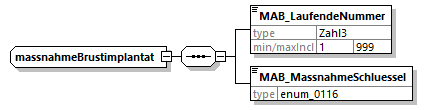 MAB_LaufendeNummer
type Zahl3
min/maxIncl 1 999
massnahmeBrustimplantat
MAB_MassnahmeSchluessel
type enum_0116